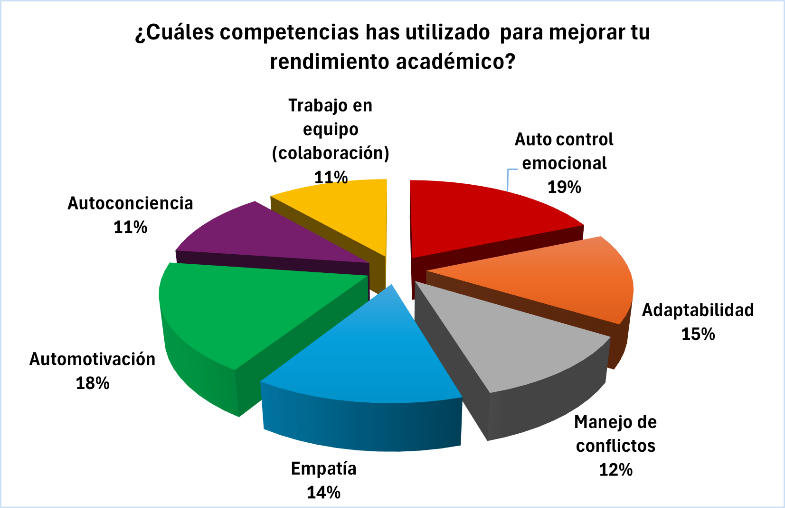 ¿Cuáles competencias has utilizado para mejorar tu
rendimiento académico?
Trabajo en
equipo
(colaboración)
11%
Auto control
emocional
19%
Autoconciencia
11%
Adaptabilidad
15%
Automotivación
18%
Manejo de
conflictos
12%
Empatía
14%